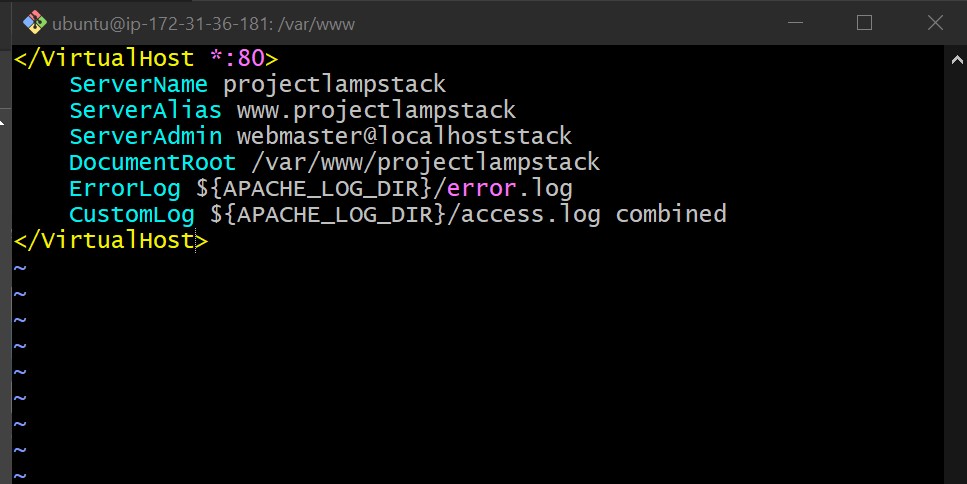 ubuntu@ip-172-31-36-181: /var/www
</VirtualHost *:80>
    ServerName projectlampstack
    ServerAlias www.projectlampstack
    ServerAdmin webmaster@localhoststack
    DocumentRoot /var/www/projectlampstack
    ErrorLog ${APACHE_LOG_DIR}/error.log
    CustomLog ${APACHE_LOG_DIR}/access.log combined
</VirtualHost>
~
~
~
~
~
~
~
~
~